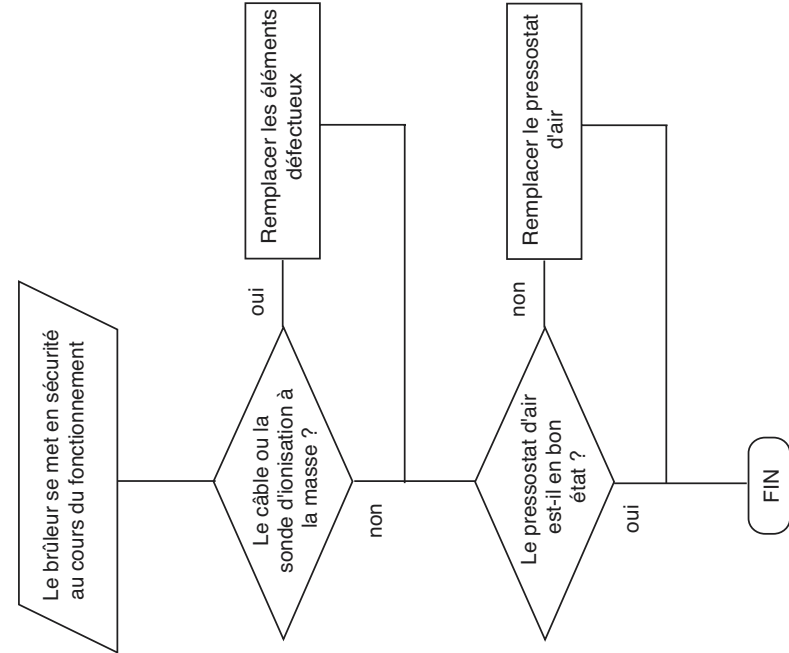 Le brûleur se met en sécurité
au cours du fonctionnement
Le câble ou la
sonde d'ionisation à
la masse ?
oui
Remplacer les éléments
défectueux
non
Le pressostat d'air
est-il en bon
état ?
non
Remplacer le pressostat
d'air
oui
FIN